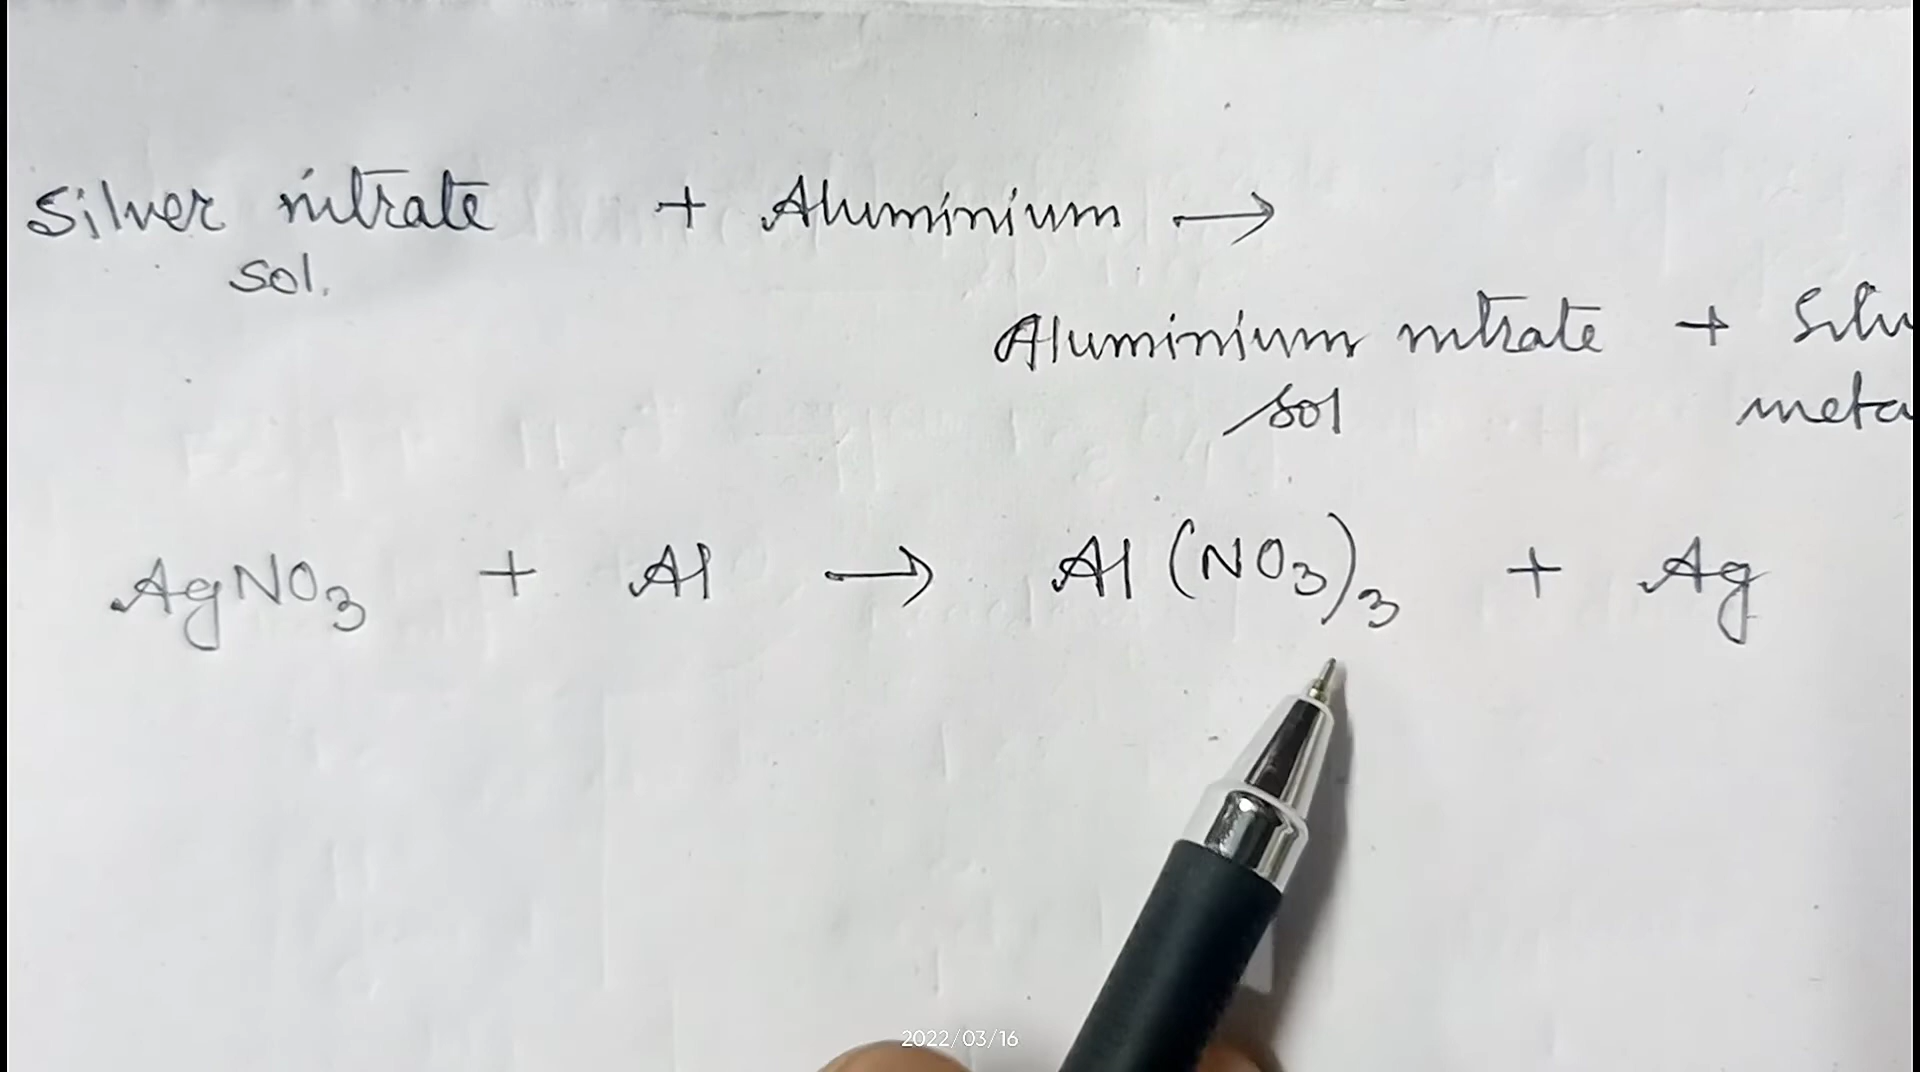 Silver nitrate + Aluminium →
sol.
Aluminium nitrate +
sol
AgNO3 + Al → Al (NO3)3 + Ag
2022/03/16